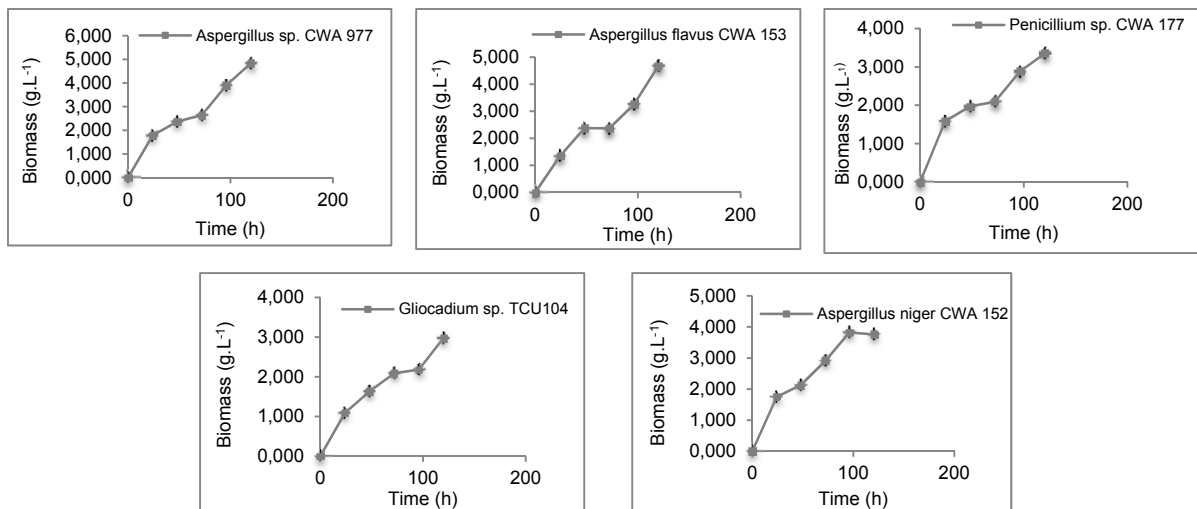 Aspergillus sp. CWA 977
Biomass (g.L-1)
6,000
5,000
4,000
3,000
2,000
1,000
0,000
0 100 200
Time (h)
Aspergillus flavus CWA 153
Biomass (g.L-1)
5,000
4,000
3,000
2,000
1,000
0,000
0 100 200
Time (h)
Penicillium sp. CWA 177
Biomass (g.L-1)
4,000
3,000
2,000
1,000
0,000
0 100 200
Time (h)
Gliocadium sp. TCU104
Biomass (g.L-1)
4,000
3,000
2,000
1,000
0,000
0 100 200
Time (h)
Aspergillus niger CWA 152
Biomass (g.L-1)
5,000
4,000
3,000
2,000
1,000
0,000
0 100 200
Time (h)